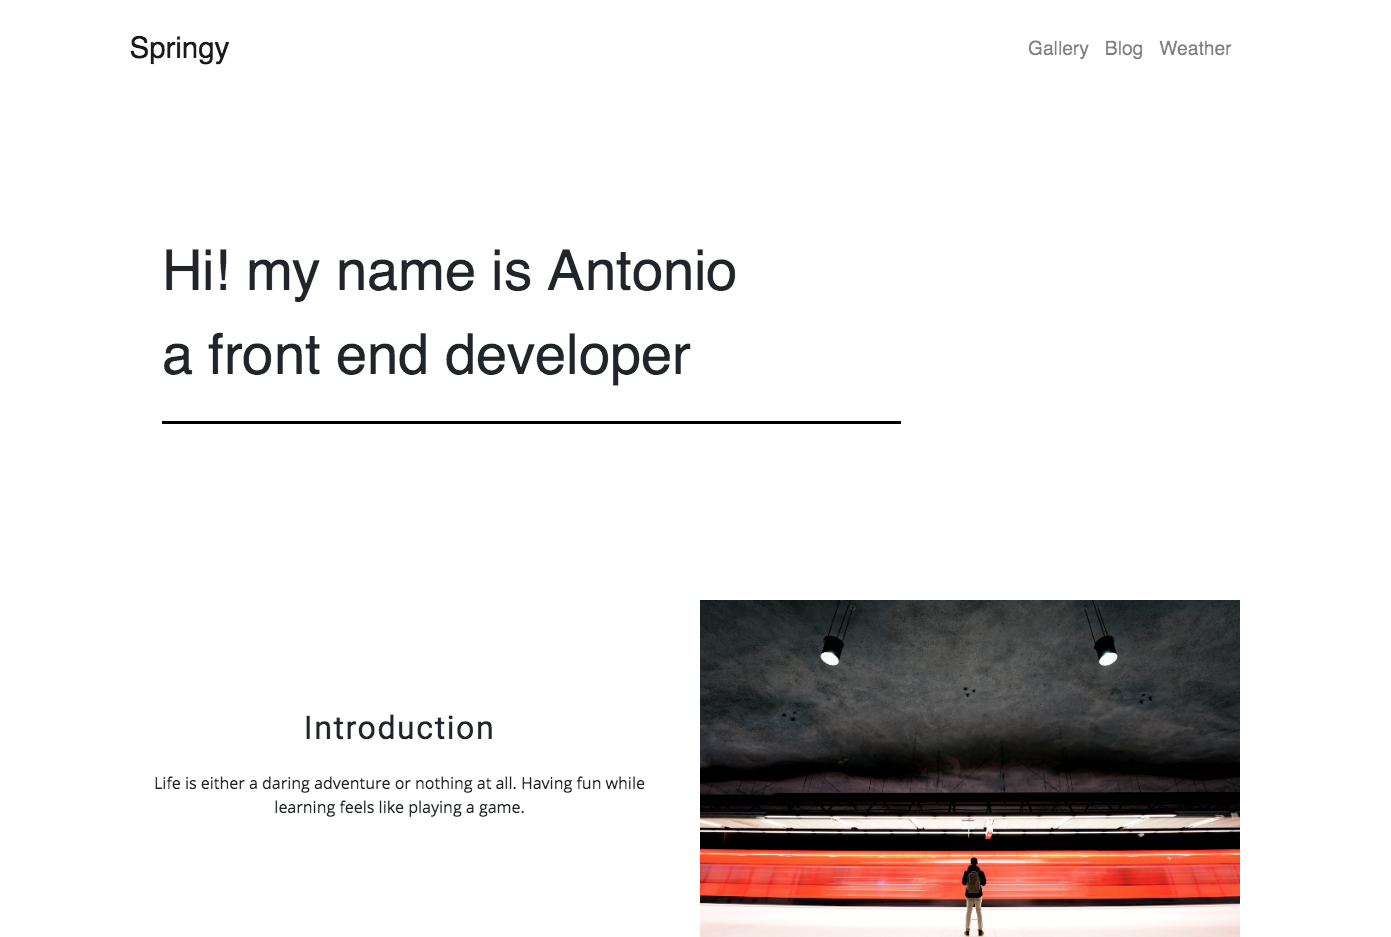 Springy
Gallery Blog Weather
Hi! my name is Antonio
a front end developer
Introduction
Life is either a daring adventure or nothing at all. Having fun while
learning feels like playing a game.